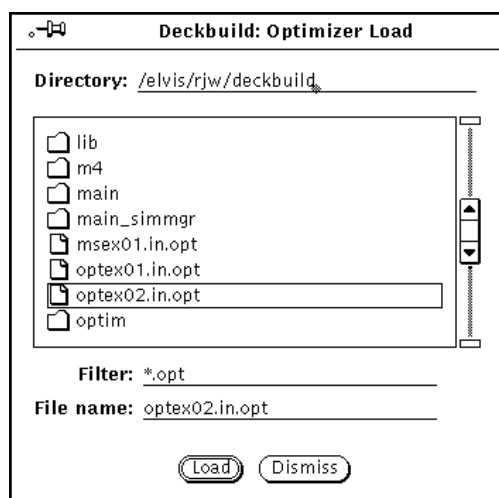 Deckbuild: Optimizer Load
Directory: /elvis/rjw/deckbuild
lib
m4
main
main_simmgr
msex01.in.opt
optex01.in.opt
optex02.in.opt
optim
Filter: *.opt
File name: optex02.in.opt
Load Dismiss